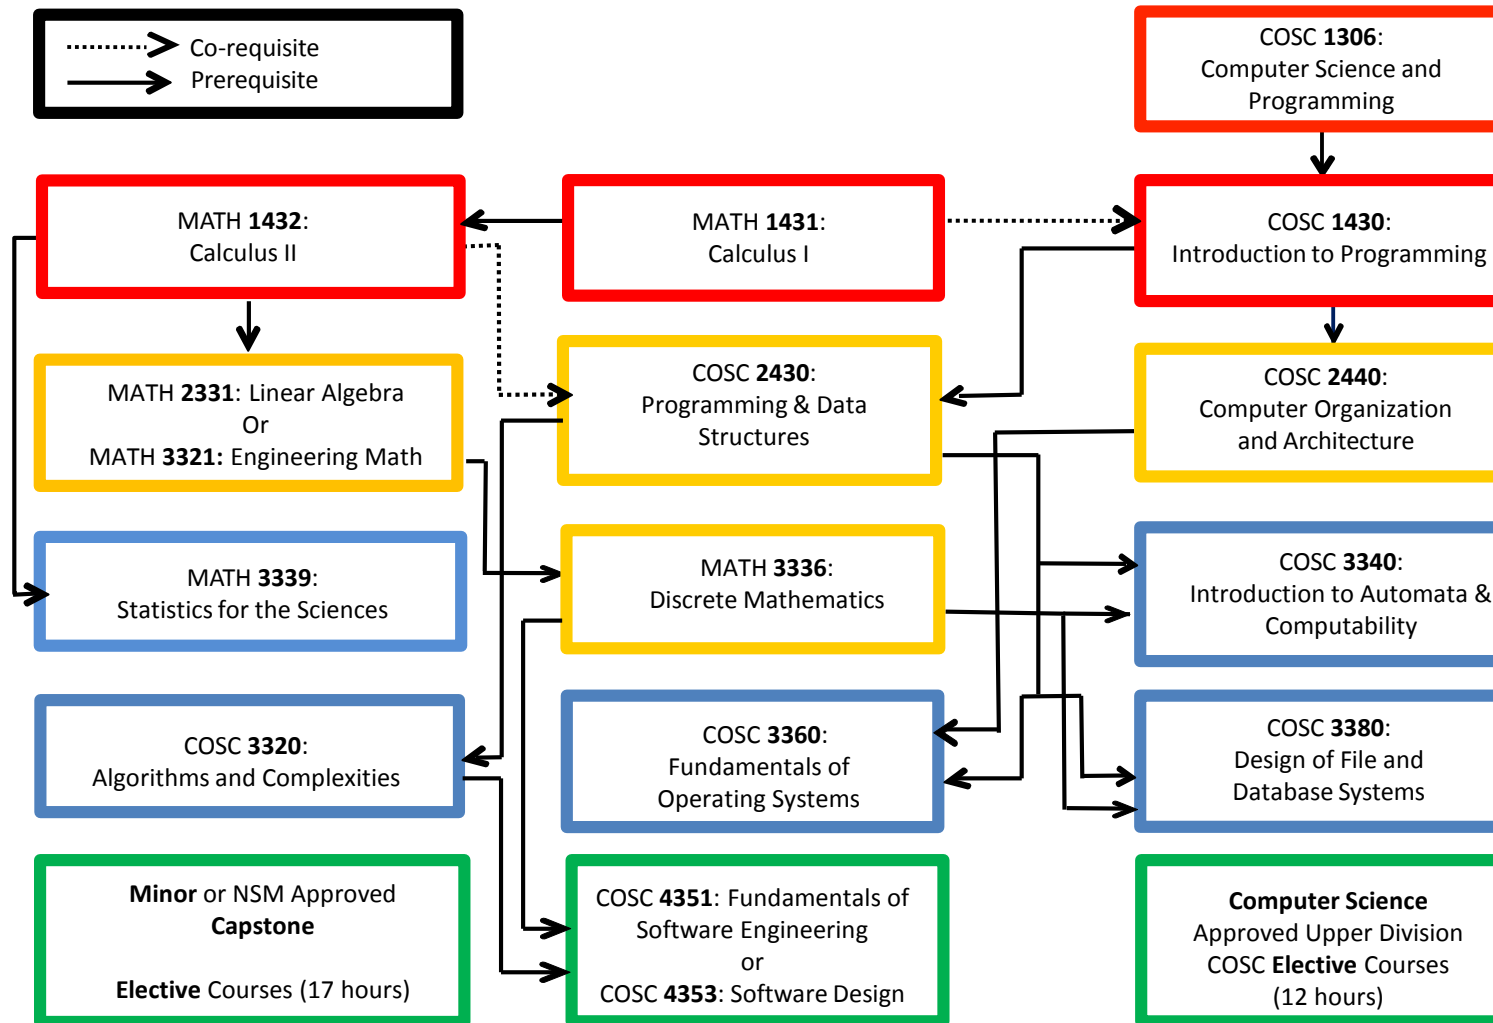 Co-requisite
Prerequisite
COSC 1306:
Computer Science and
Programming
MATH 1432:
Calculus II
MATH 1431:
Calculus I
COSC 1430:
Introduction to Programming
MATH 2331: Linear Algebra
Or
MATH 3321: Engineering Math
COSC 2430:
Programming & Data
Structures
COSC 2440:
Computer Organization
and Architecture
MATH 3339:
Statistics for the Sciences
MATH 3336:
Discrete Mathematics
COSC 3340:
Introduction to Automata &
Computability
COSC 3320:
Algorithms and Complexities
COSC 3360:
Fundamentals of
Operating Systems
COSC 3380:
Design of File and
Database Systems
Minor or NSM Approved
Capstone
Elective Courses (17 hours)
COSC 4351: Fundamentals of
Software Engineering
or
COSC 4353: Software Design
Computer Science
Approved Upper Division
COSC Elective Courses
(12 hours)